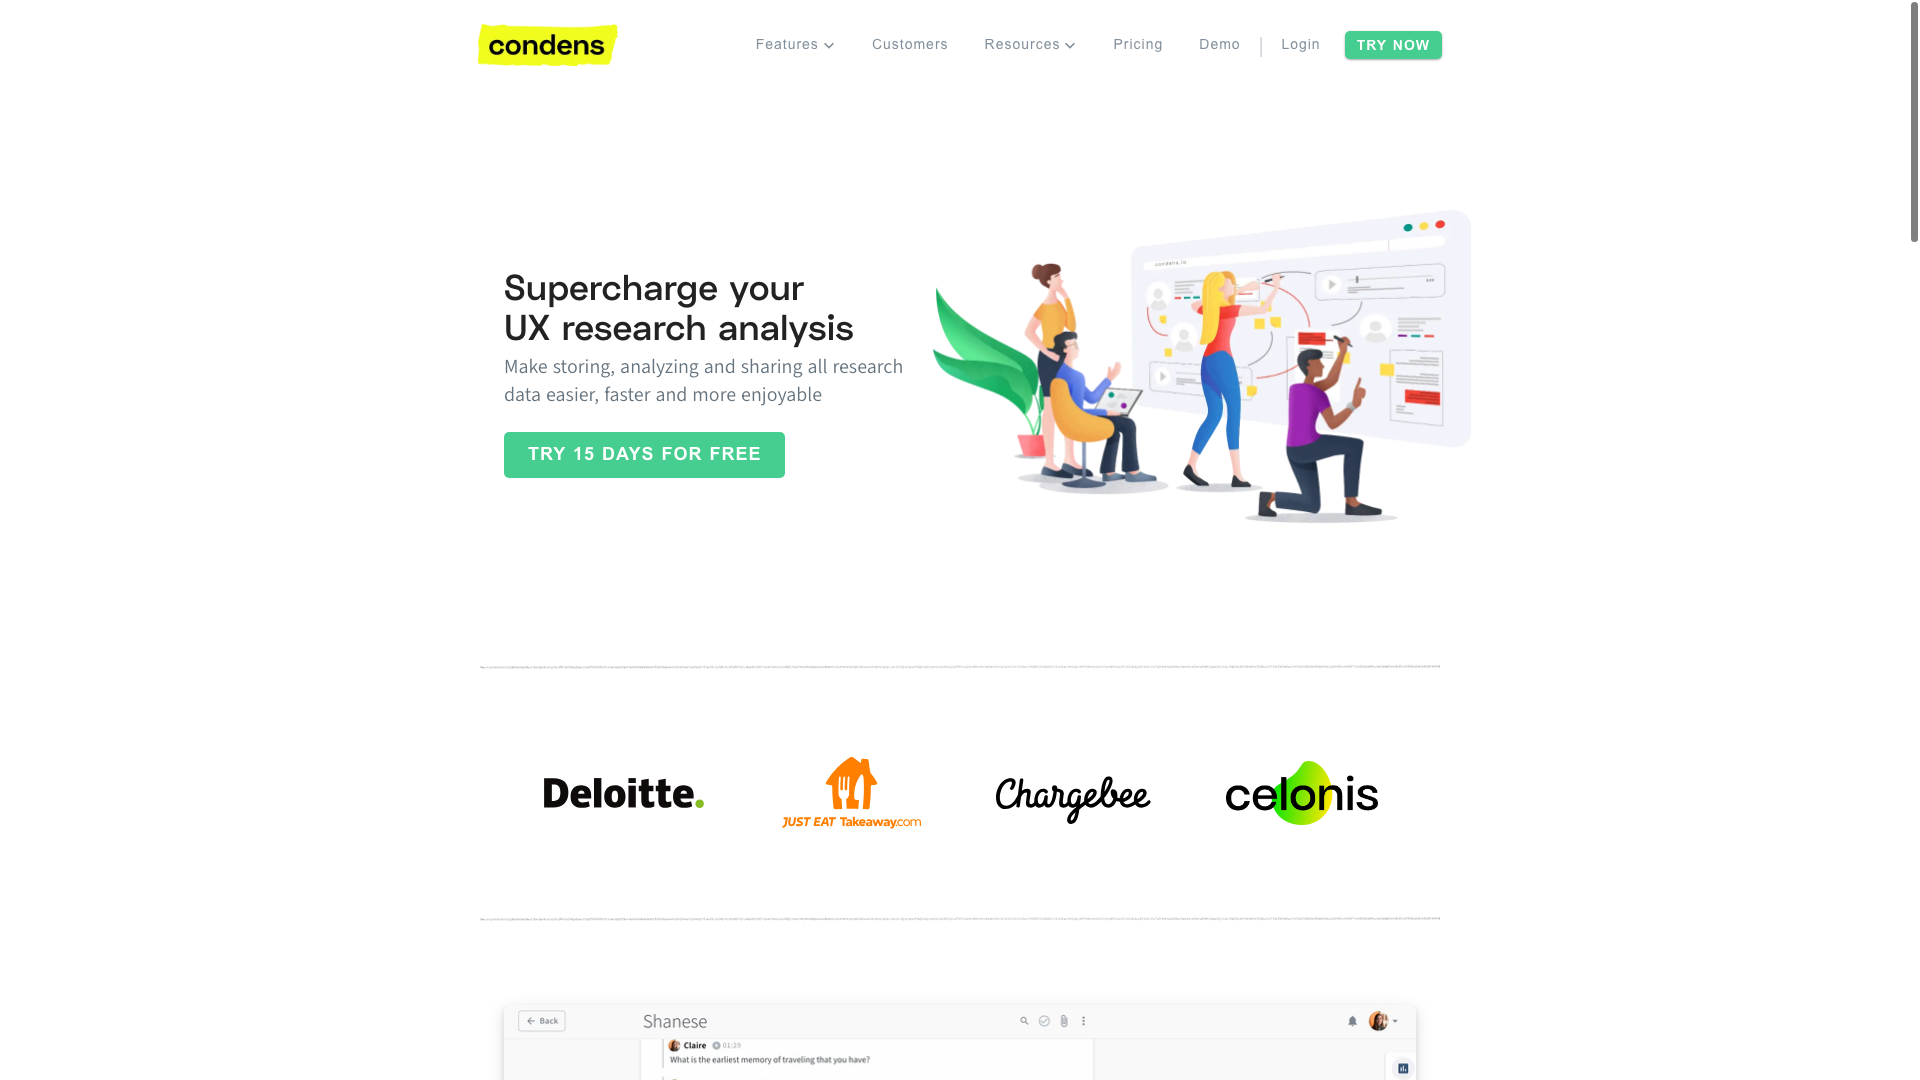 condens
Features
Customers
Resources
Pricing
Demo
Login
TRY NOW
condens.io
Supercharge your
UX research analysis
Make storing, analyzing and sharing all research
data easier, faster and more enjoyable
TRY 15 DAYS FOR FREE
Deloitte.
JUST EAT Takeaway.com
Chargebee
celonis
Back
Shanese
Claire 01:29
What is the earliest memory of traveling that you have?